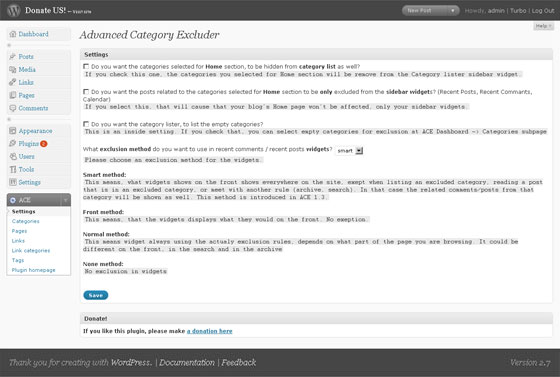 Donate US! ← Visit site
New Post
Howdy, admin | Turbo | Log Out
Help
Dashboard
Posts
Media
Links
Pages
Comments
Appearance
Plugins 2
Users
Tools
Settings
ACE
Settings
Categories
Pages
Links
Link categories
Tags
Plugin homepage
Advanced Category Excluder
Settings
Do you want the categories selected for Home section, to be hidden from category list as well?
If you check this one, the categories you selected for Home section will be remove from the Category lister sidebar widget.
Do you want the posts related to the categories selected for Home section to be only excluded from the sidebar widgets? (Recent Posts, Recent Comments,
Calendar)
If you select this, that will cause that your blog's Home page won't be affected, only your sidebar widgets.
Do you want the category lister, to list the empty categories?
This is an inside setting. If you check that, you can select empty categories for exclusion at ACE Dashboard -> Categories subpage
What exclusion method do you want to use in recent comments / recent posts widgets? smart
Please choose an exclusion method for the widgets.
Smart method:
This means, what widgets shows on the front shows everywhere on the site, exept when listing an excluded category, reading a post
that is in an excluded category, or meet with another rule (archive, search). In that case the related comments/posts from that
category will be shown as well. This method is introduced in ACE 1.3.
Front method:
This means, that the widgets displays what they would on the front. No exeption.
Normal method:
This means widget always using the actualy exclusion rules, depends on what part of the page you are browsing. It could be
different on the front, in the search and in the archive
None method:
No exclusion in widgets
Save
Donate!
If you like this plugin, please make a donation here
Thank you for creating with WordPress. | Documentation | Feedback
Version 2.7